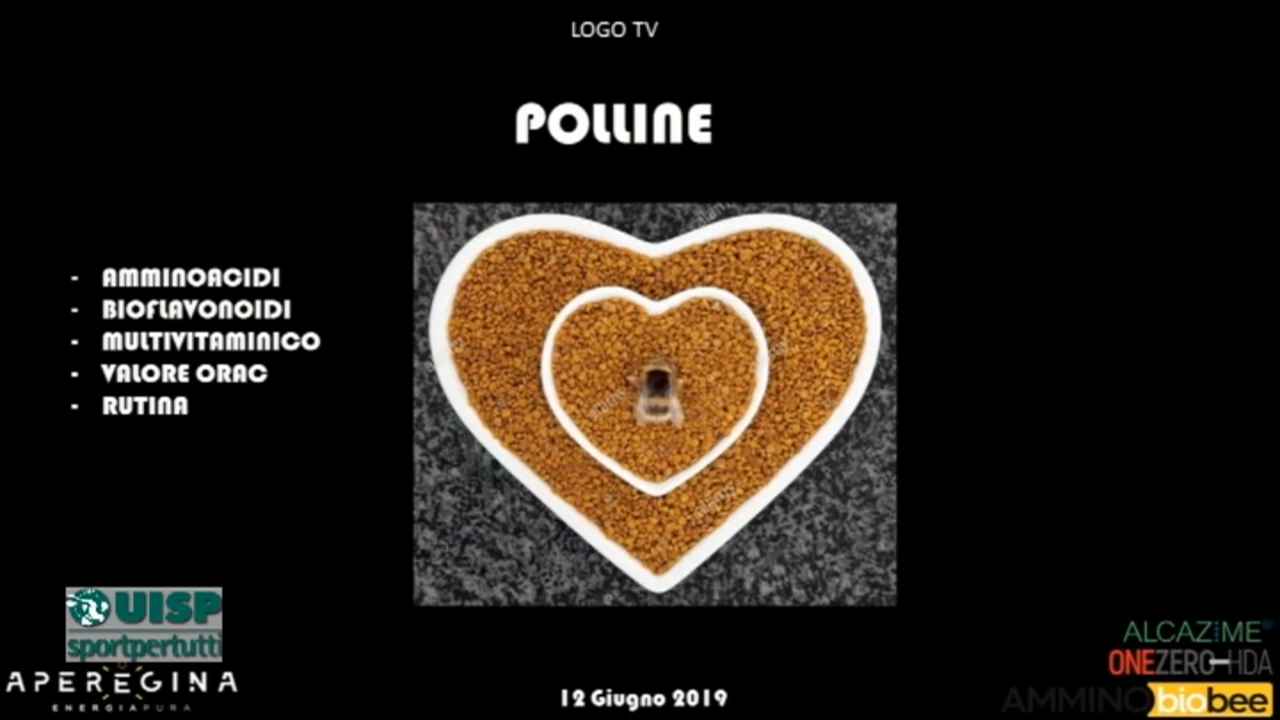 LOGO TV
POLLINE
- AMMINOACIDI
- BIOFLAVONOIDI
- MULTIVITAMINICO
- VALORE ORAC
- RUTINA
UISP
sportpertutti
APEREGINA
ENERGIAPURA
12 Giugno 2019
ALCAZIME
ONEZERO-HDA
AMMINO biobee